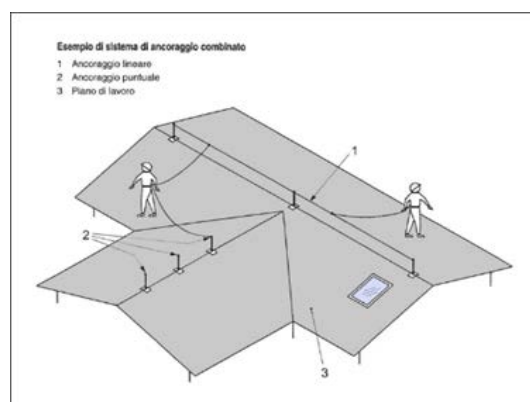 Esempio di sistema di ancoraggio combinato
1 Ancoraggio lineare
2 Ancoraggio puntuale
3 Piano di lavoro
1
2
3